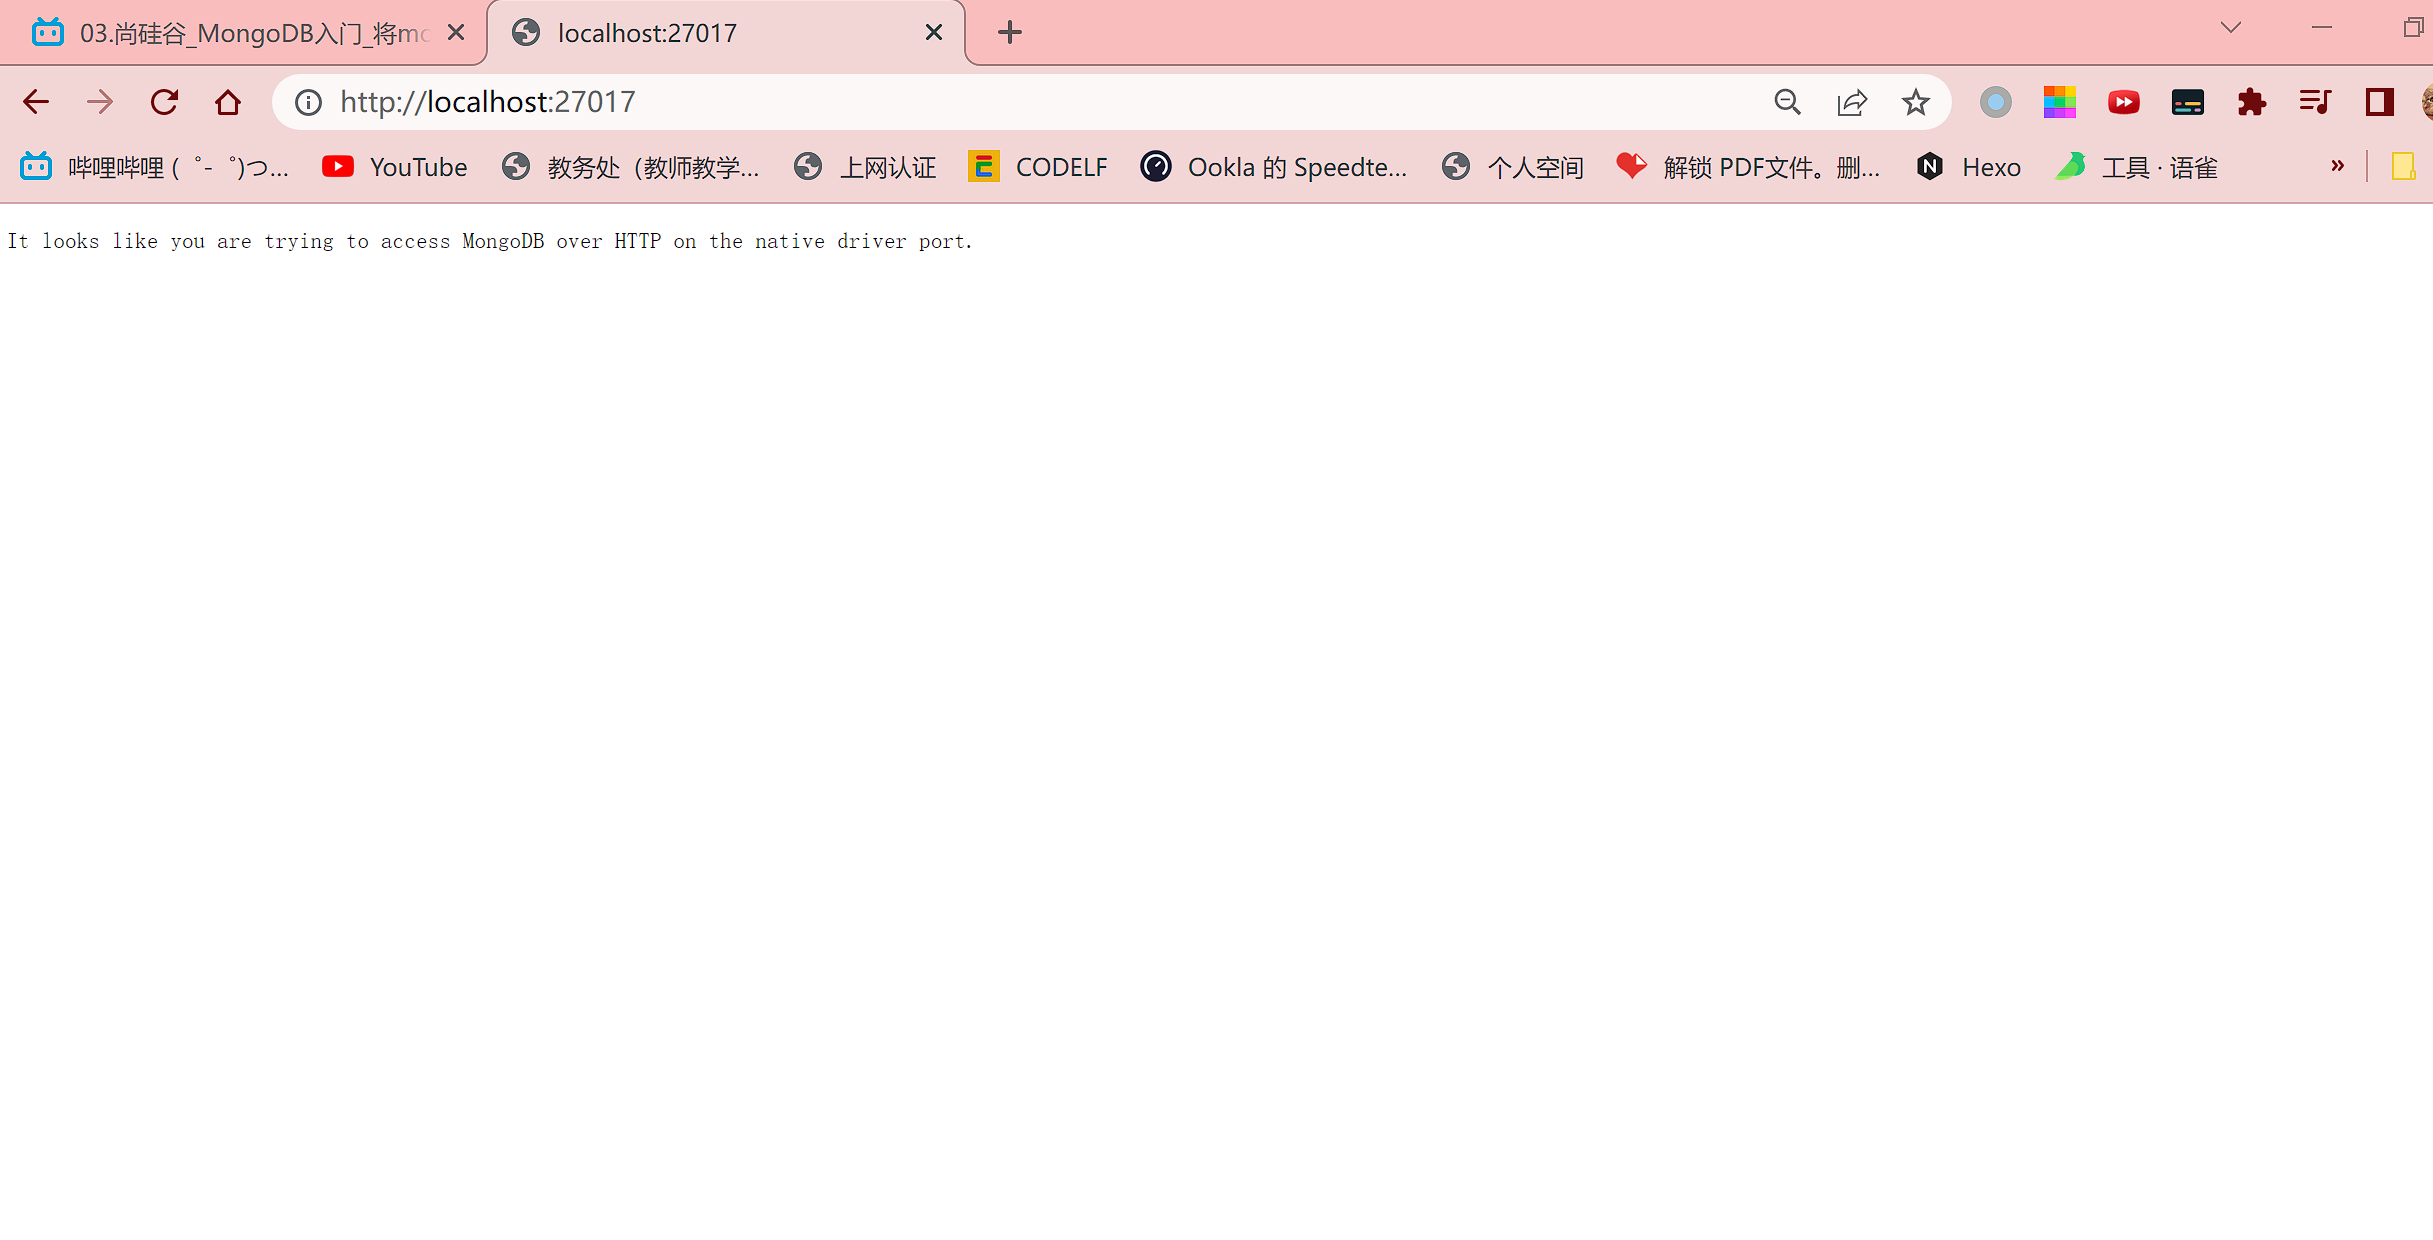 03.尚硅谷_MongoDB入门_将mo
localhost:27017
http://localhost:27017
哔哩哔哩 (゜-゜)つ... YouTube 教务处（教师教学... 上网认证 CODELF Ookla 的 Speedte... 个人空间 解锁 PDF文件。删... Hexo 工具 · 语雀 »
It looks like you are trying to access MongoDB over HTTP on the native driver port.